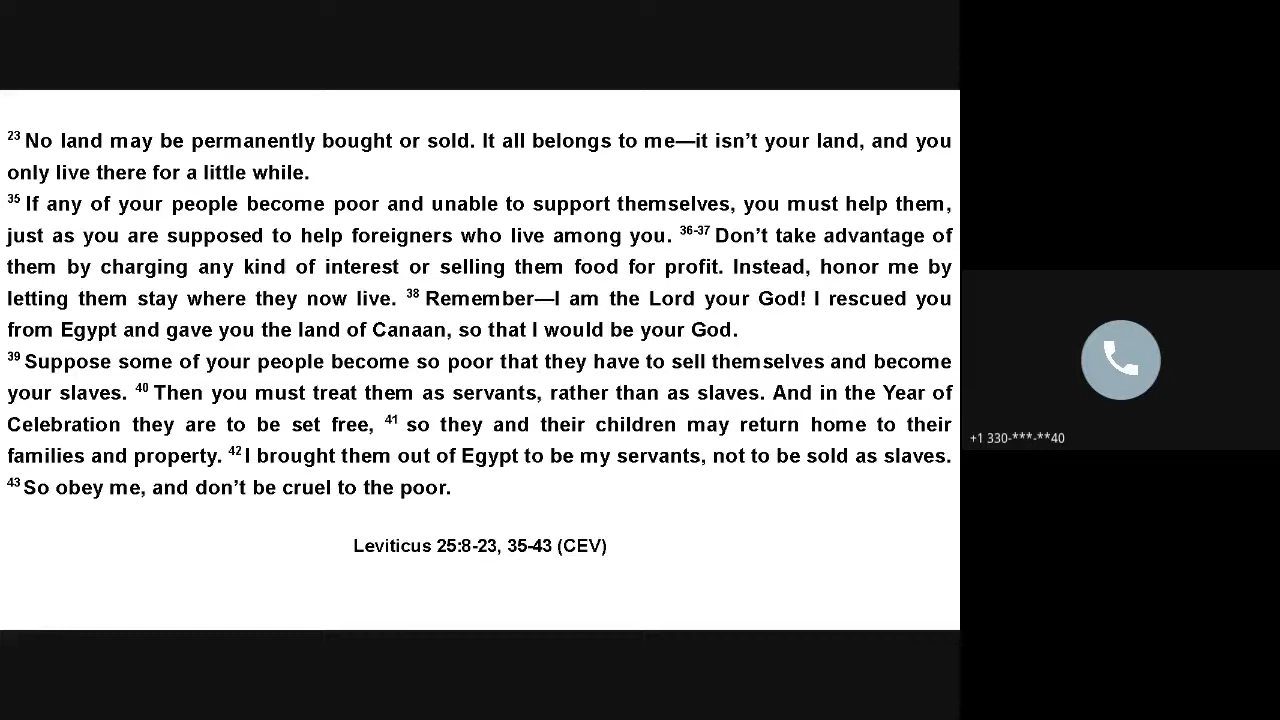 23 No land may be permanently bought or sold. It all belongs to me—it isn’t your land, and you
only live there for a little while.
35 If any of your people become poor and unable to support themselves, you must help them,
just as you are supposed to help foreigners who live among you. 36-37 Don’t take advantage of
them by charging any kind of interest or selling them food for profit. Instead, honor me by
letting them stay where they now live. 38 Remember—I am the Lord your God! I rescued you
from Egypt and gave you the land of Canaan, so that I would be your God.
39 Suppose some of your people become so poor that they have to sell themselves and become
your slaves. 40 Then you must treat them as servants, rather than as slaves. And in the Year of
Celebration they are to be set free, 41 so they and their children may return home to their
families and property. 42 I brought them out of Egypt to be my servants, not to be sold as slaves.
43 So obey me, and don’t be cruel to the poor.
Leviticus 25:8-23, 35-43 (CEV)
+1 330-***-**40